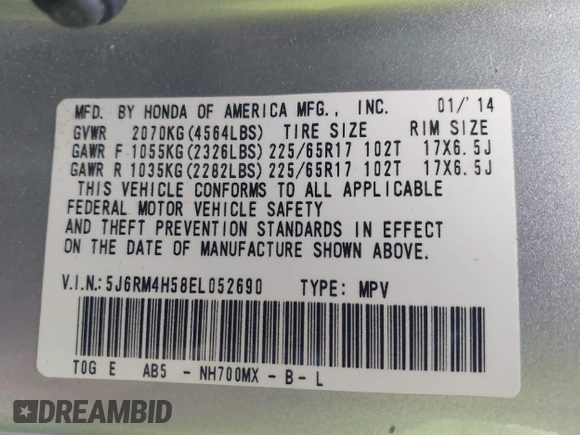 MFD. BY HONDA OF AMERICA MFG., INC. 01/'14
GVWR 2070KG(4564LBS) TIRE SIZE RIM SIZE
GAWR F 1055KG(2326LBS) 225/65R17 102T 17X6.5J
GAWR R 1035KG(2282LBS) 225/65R17 102T 17X6.5J
THIS VEHICLE CONFORMS TO ALL APPLICABLE
FEDERAL MOTOR VEHICLE SAFETY
AND THEFT PREVENTION STANDARDS IN EFFECT
ON THE DATE OF MANUFACTURE SHOWN ABOVE.
V.I.N:5J6RM4H58EL052690 TYPE: MPV
T0G E AB5 - NH700MX - B - L
DREAMBID